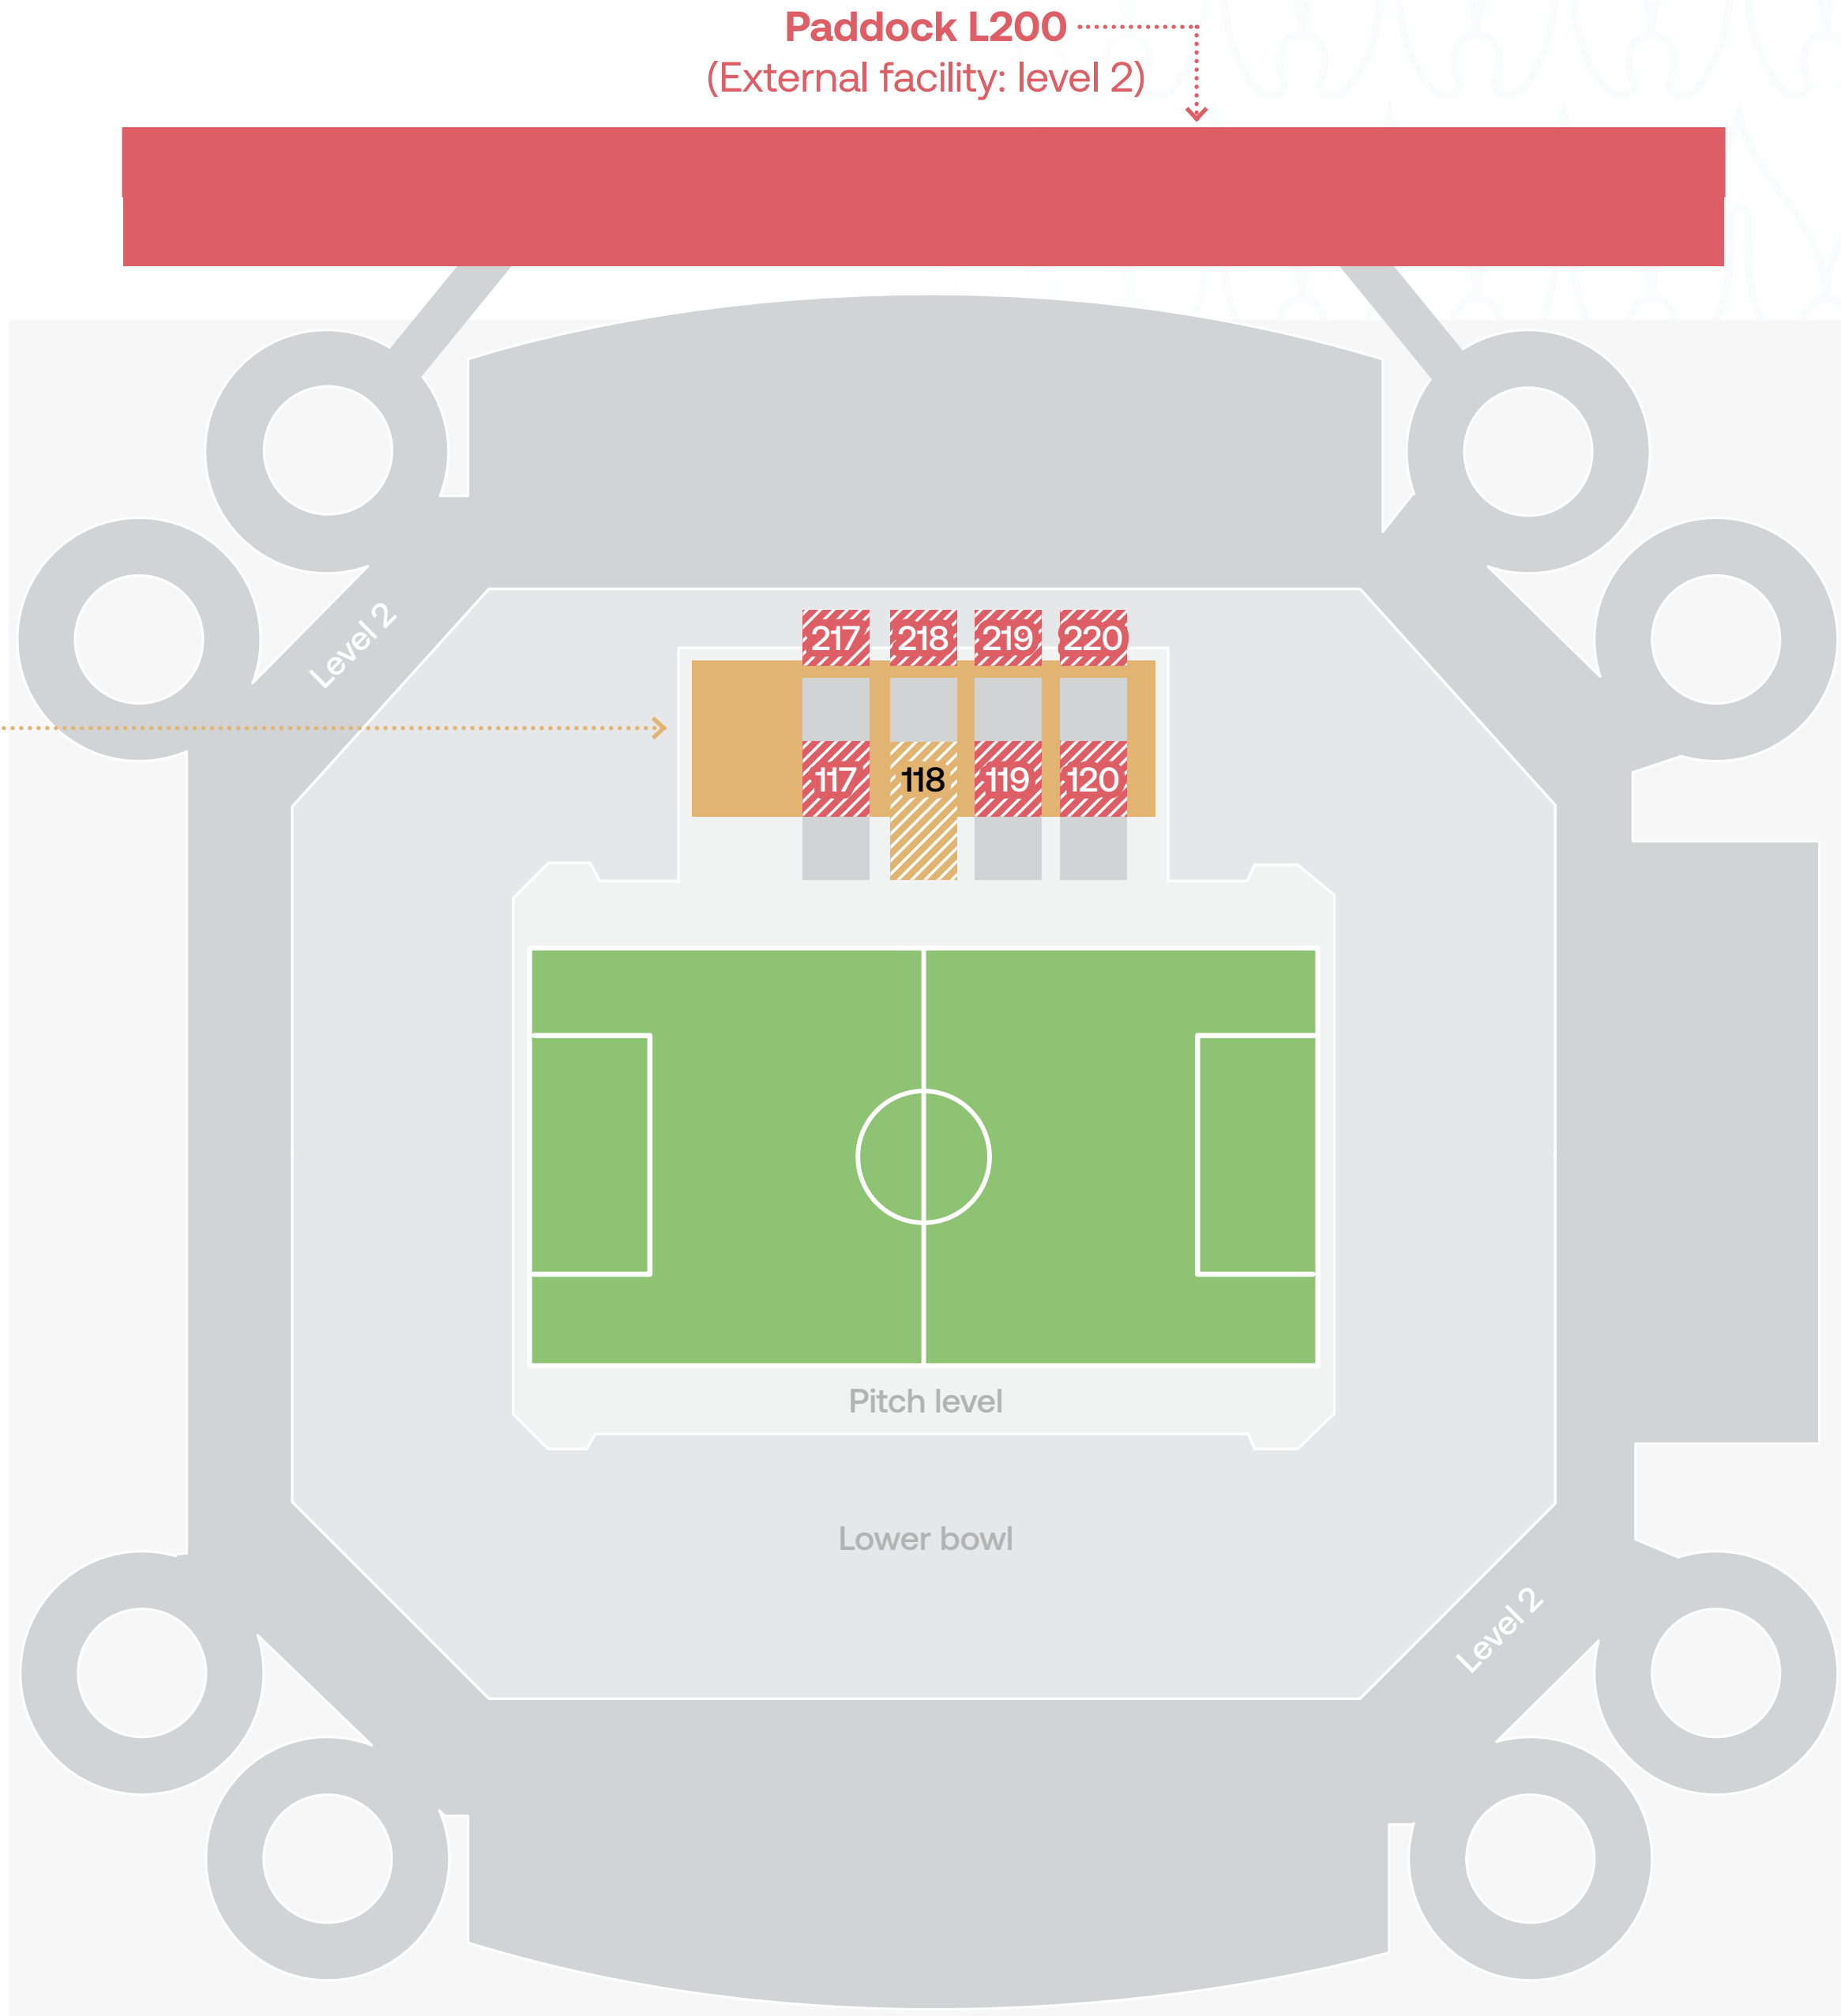 Paddock L200
(External facility: level 2)
Level 2
217 218 219 220
117 118 119 120
Pitch level
Lower bowl
Level 2